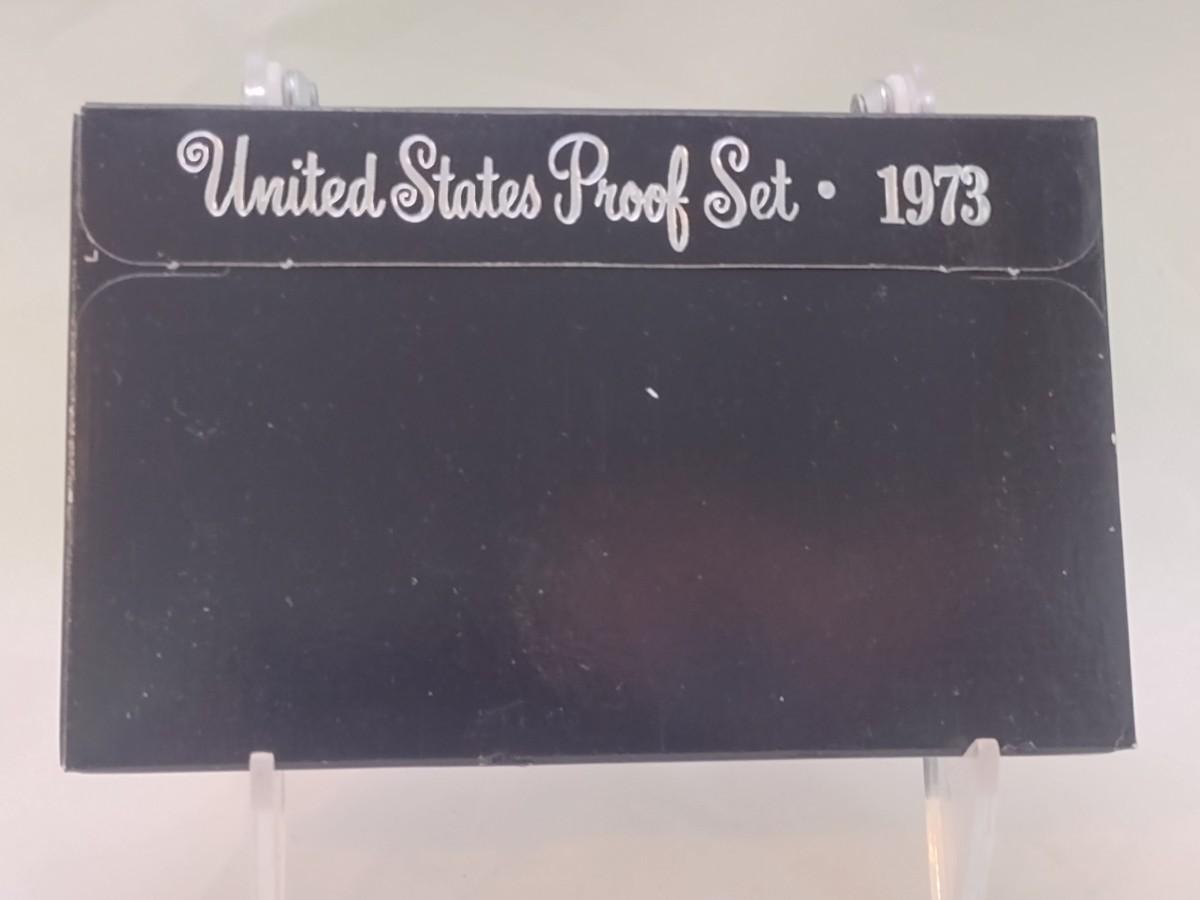 United States Proof Set • 1973